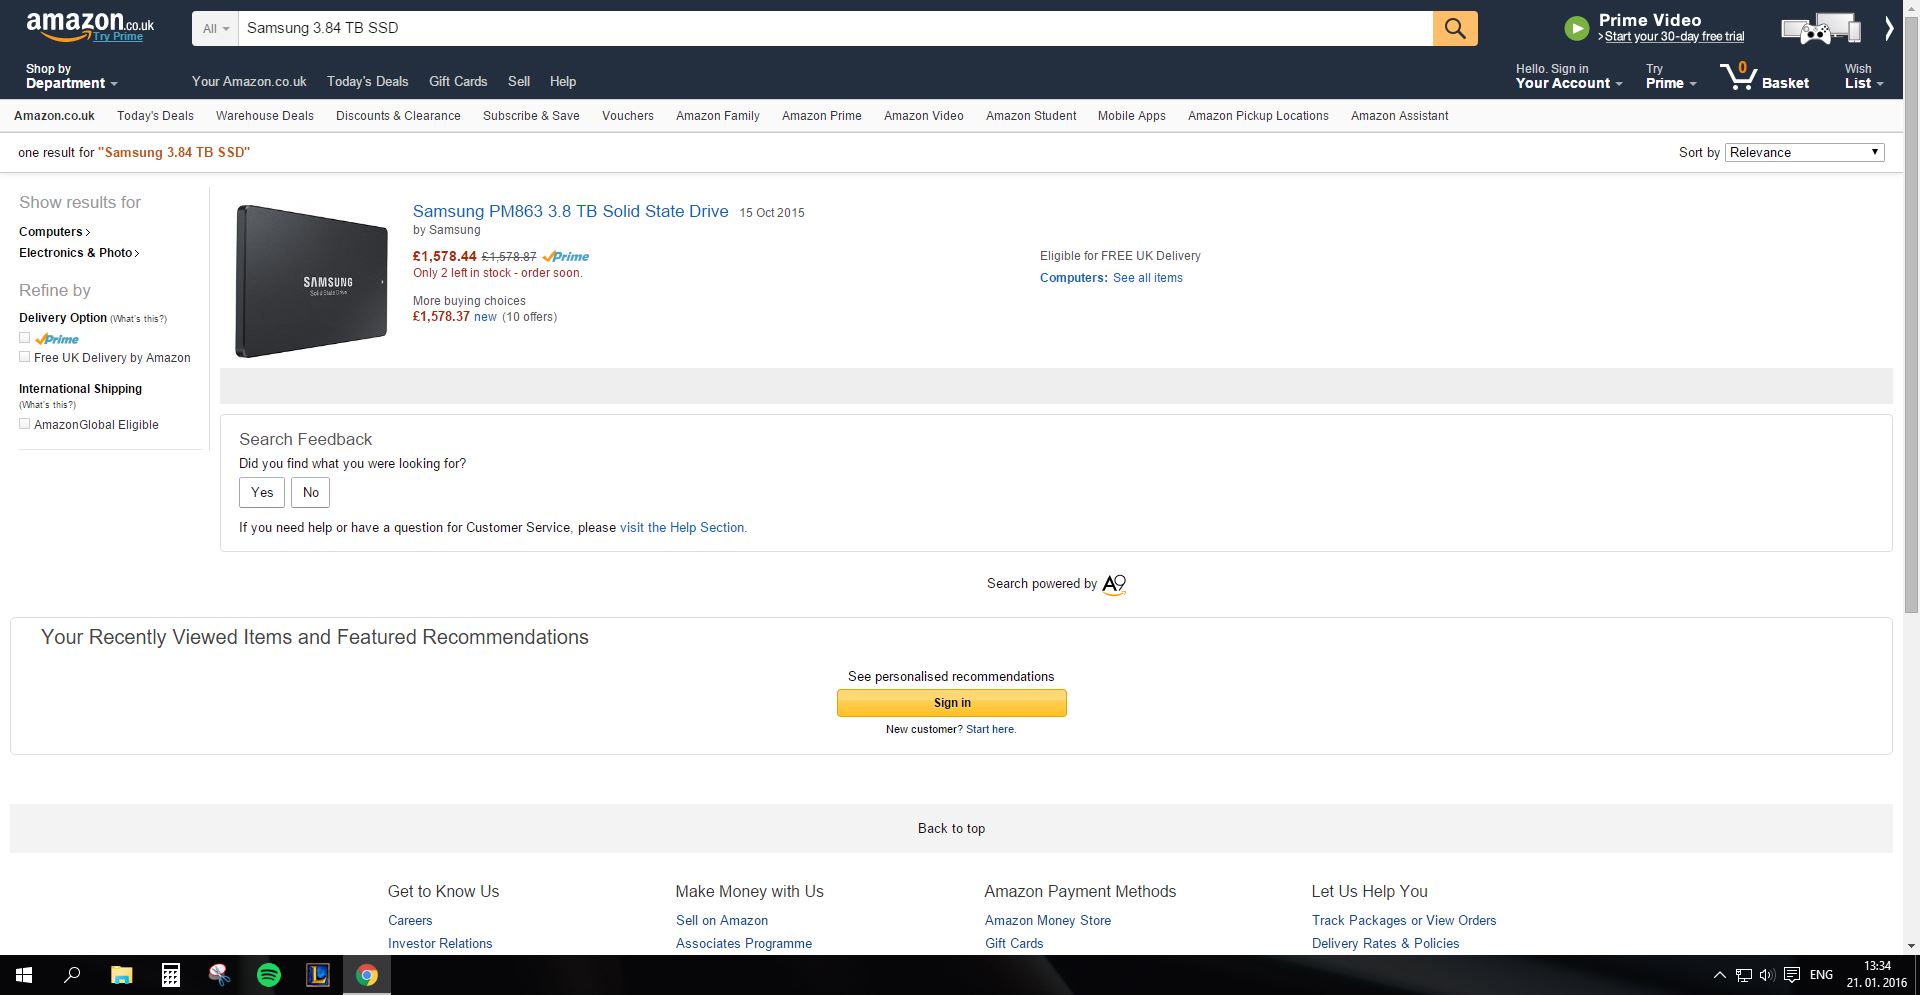 amazon.co.uk
Try Prime
All
Samsung 3.84 TB SSD
Prime Video
>Start your 30-day free trial
Shop by
Department
Your Amazon.co.uk Today's Deals Gift Cards Sell Help
Hello. Sign in
Your Account
Try
Prime
0
Basket
Wish
List
Amazon.co.uk Today's Deals Warehouse Deals Discounts & Clearance Subscribe & Save Vouchers Amazon Family Amazon Prime Amazon Video Amazon Student Mobile Apps Amazon Pickup Locations Amazon Assistant
one result for "Samsung 3.84 TB SSD"
Sort by Relevance
Show results for
Computers
Electronics & Photo
Refine by
Delivery Option (What's this?)
Prime
Free UK Delivery by Amazon
International Shipping
(What's this?)
AmazonGlobal Eligible
SAMSUNG
Solid State Drive
Samsung PM863 3.8 TB Solid State Drive 15 Oct 2015
by Samsung
£1,578.44 £1,578.87 Prime
Only 2 left in stock - order soon.
More buying choices
£1,578.37 new (10 offers)
Eligible for FREE UK Delivery
Computers: See all items
Search Feedback
Did you find what you were looking for?
Yes No
If you need help or have a question for Customer Service, please visit the Help Section.
Search powered by A9
Your Recently Viewed Items and Featured Recommendations
See personalised recommendations
Sign in
New customer? Start here.
Back to top
Get to Know Us
Careers
Investor Relations
Make Money with Us
Sell on Amazon
Associates Programme
Amazon Payment Methods
Amazon Money Store
Gift Cards
Let Us Help You
Track Packages or View Orders
Delivery Rates & Policies
ENG
13:34
21. 01. 2016